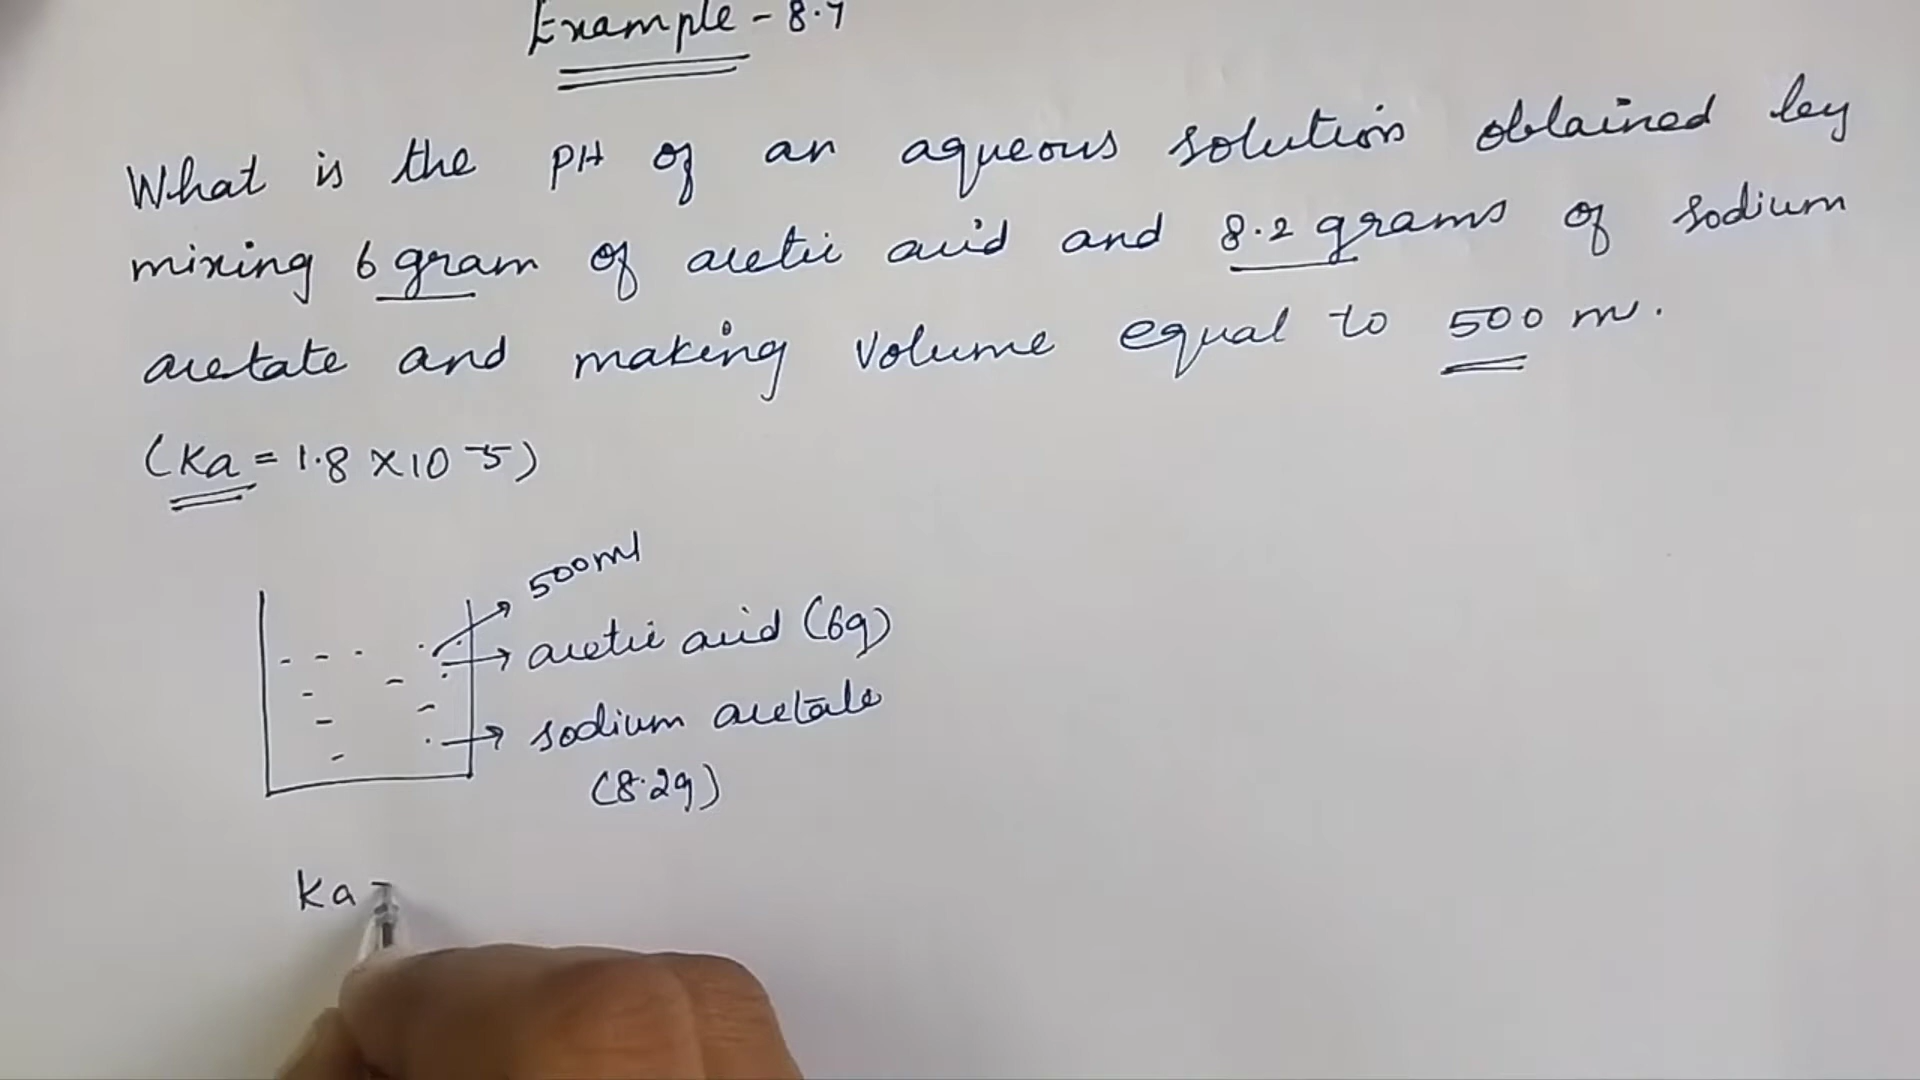 Example - 8.7
What is the PH of an aqueous solution obtained by
mixing 6 gram of acetic acid and 8.2 grams of sodium
acetate and making volume equal to 500 ml.
(Ka = 1.8 × 10 -5)
500ml
acetic acid (6g)
sodium acetate
(8.2g)
Ka =